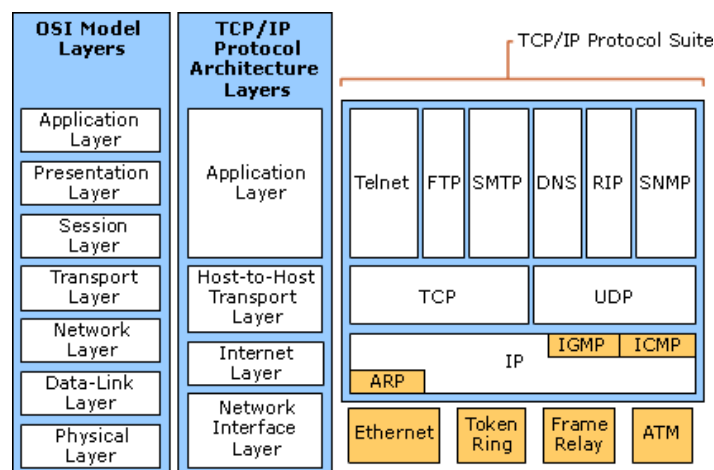 OSI Model
Layers
Application
Layer
Presentation
Layer
Session
Layer
Transport
Layer
Network
Layer
Data-Link
Layer
Physical
Layer
TCP/IP
Protocol
Architecture
Layers
Application
Layer
Host-to-Host
Transport
Layer
Internet
Layer
Network
Interface
Layer
TCP/IP Protocol Suite
Telnet
FTP
SMTP
DNS
RIP
SNMP
TCP
UDP
IP
IGMP
ICMP
ARP
Ethernet
Token
Ring
Frame
Relay
ATM